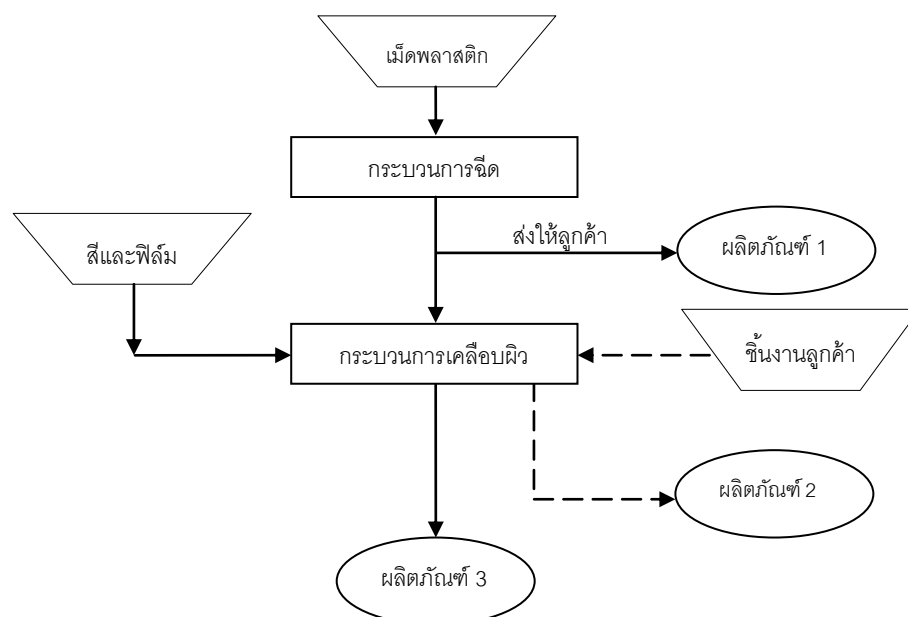 เม็ดพลาสติก
กระบวนการฉีด
ส่งให้ลูกค้า
ผลิตภัณฑ์ 1
สีและฟิล์ม
กระบวนการเคลือบผิว
ชิ้นงานลูกค้า
ผลิตภัณฑ์ 2
ผลิตภัณฑ์ 3